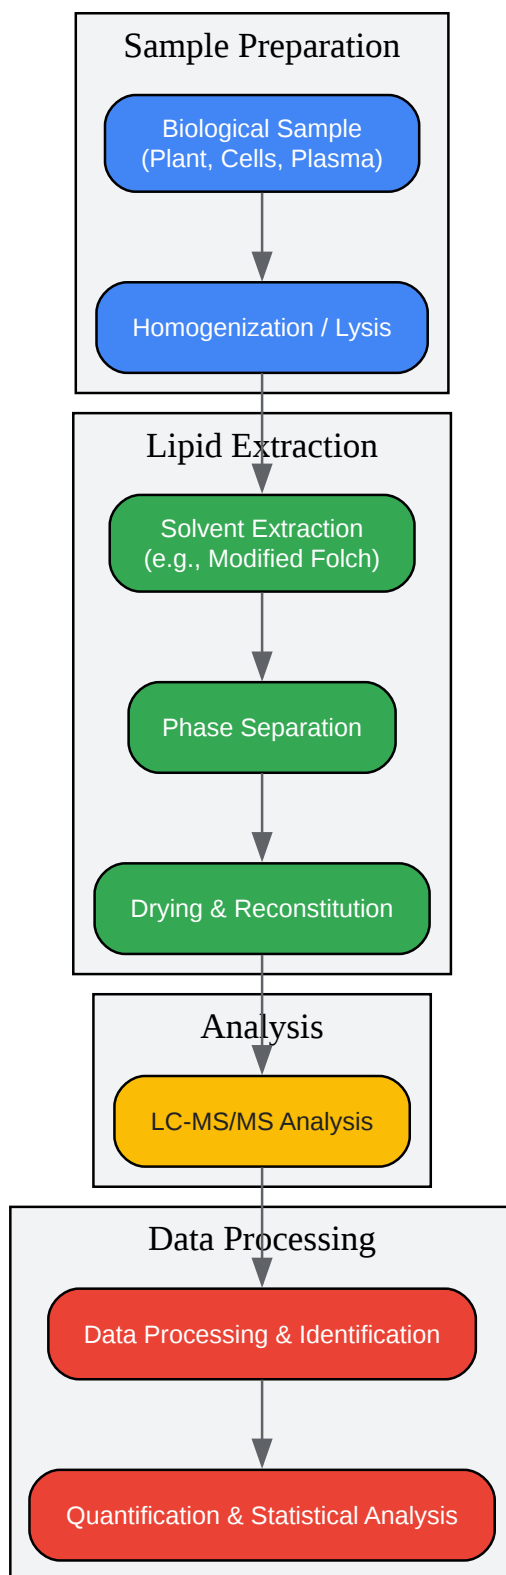 Sample Preparation
Biological Sample
(Plant, Cells, Plasma)
Homogenization / Lysis
Lipid Extraction
Solvent Extraction
(e.g., Modified Folch)
Phase Separation
Drying & Reconstitution
Analysis
LC-MS/MS Analysis
Data Processing
Data Processing & Identification
Quantification & Statistical Analysis